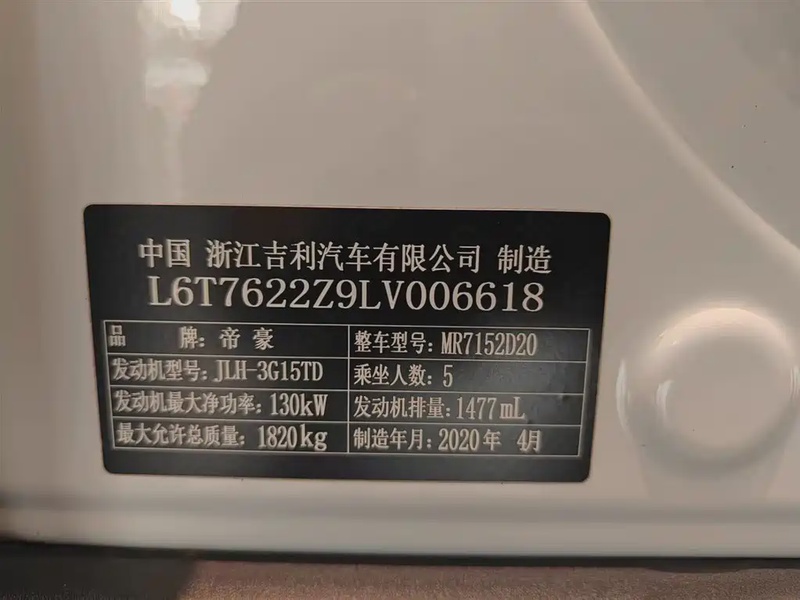 中国 浙江吉利汽车有限公司 制造
L6T7622Z9LV006618
品 牌: 帝豪 整车型号: MR7152D20
发动机型号: JLH-3G15TD 乘坐人数: 5
发动机最大净功率: 130kW 发动机排量: 1477mL
最大允许总质量: 1820kg 制造年月: 2020年 4月